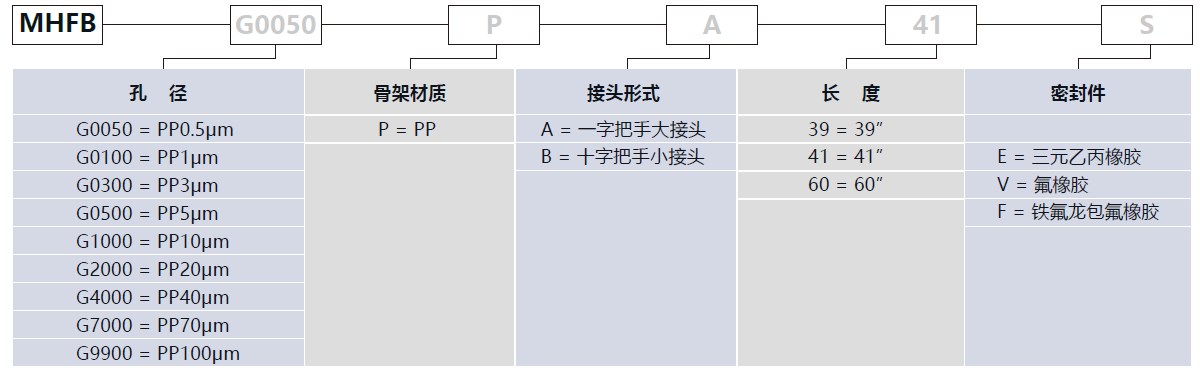 MHFB G0050 P A 41 S
孔 径 骨架材质 接头形式 长 度 密封件
G0050 = PP0.5μm P = PP A = 一字把手大接头 39 = 39″
G0100 = PP1μm B = 十字把手小接头 41 = 41″ E = 三元乙丙橡胶
G0300 = PP3μm 60 = 60″ V = 氟橡胶
G0500 = PP5μm F = 铁氟龙包氟橡胶
G1000 = PP10μm
G2000 = PP20μm
G4000 = PP40μm
G7000 = PP70μm
G9900 = PP100μm